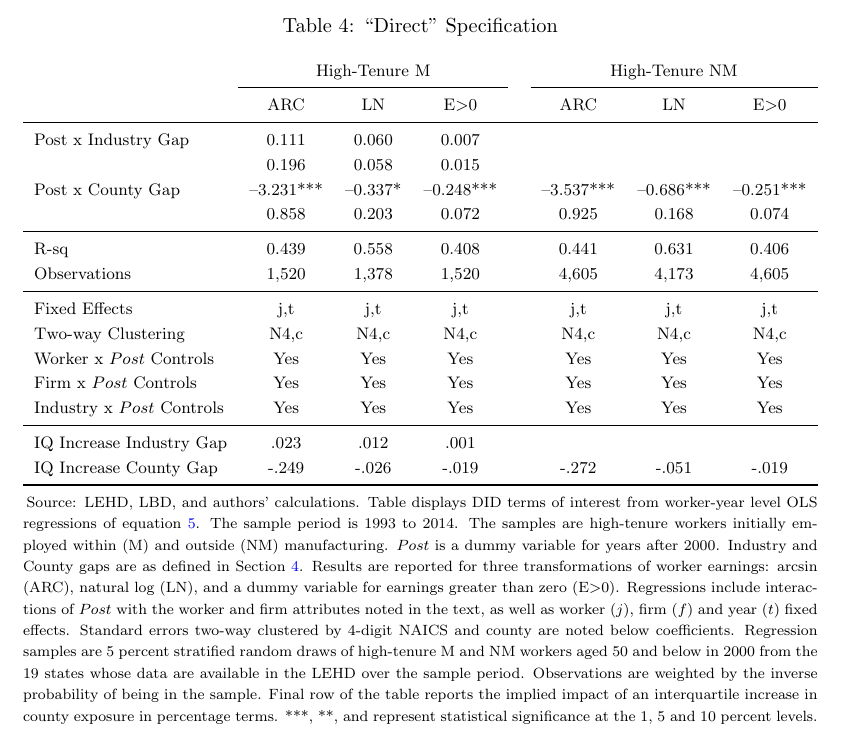 Table 4: “Direct” Specification
High-Tenure M High-Tenure NM
ARC LN E>0 ARC LN E>0
Post x Industry Gap 0.111 0.060 0.007
0.196 0.058 0.015
Post x County Gap –3.231*** –0.337* –0.248*** –3.537*** –0.686*** –0.251***
0.858 0.203 0.072 0.925 0.168 0.074
R-sq 0.439 0.558 0.408 0.441 0.631 0.406
Observations 1,520 1,378 1,520 4,605 4,173 4,605
Fixed Effects j,t j,t j,t j,t j,t j,t
Two-way Clustering N4,c N4,c N4,c N4,c N4,c N4,c
Worker x Post Controls Yes Yes Yes Yes Yes Yes
Firm x Post Controls Yes Yes Yes Yes Yes Yes
Industry x Post Controls Yes Yes Yes Yes Yes Yes
IQ Increase Industry Gap .023 .012 .001
IQ Increase County Gap -.249 -.026 -.019 -.272 -.051 -.019
Source: LEHD, LBD, and authors’ calculations. Table displays DID terms of interest from worker-year level OLS
regressions of equation 5. The sample period is 1993 to 2014. The samples are high-tenure workers initially em-
ployed within (M) and outside (NM) manufacturing. Post is a dummy variable for years after 2000. Industry and
County gaps are as defined in Section 4. Results are reported for three transformations of worker earnings: arcsin
(ARC), natural log (LN), and a dummy variable for earnings greater than zero (E>0). Regressions include interac-
tions of Post with the worker and firm attributes noted in the text, as well as worker (j), firm (f) and year (t) fixed
effects. Standard errors two-way clustered by 4-digit NAICS and county are noted below coefficients. Regression
samples are 5 percent stratified random draws of high-tenure M and NM workers aged 50 and below in 2000 from the
19 states whose data are available in the LEHD over the sample period. Observations are weighted by the inverse
probability of being in the sample. Final row of the table reports the implied impact of an interquartile increase in
county exposure in percentage terms. ***, **, and represent statistical significance at the 1, 5 and 10 percent levels.